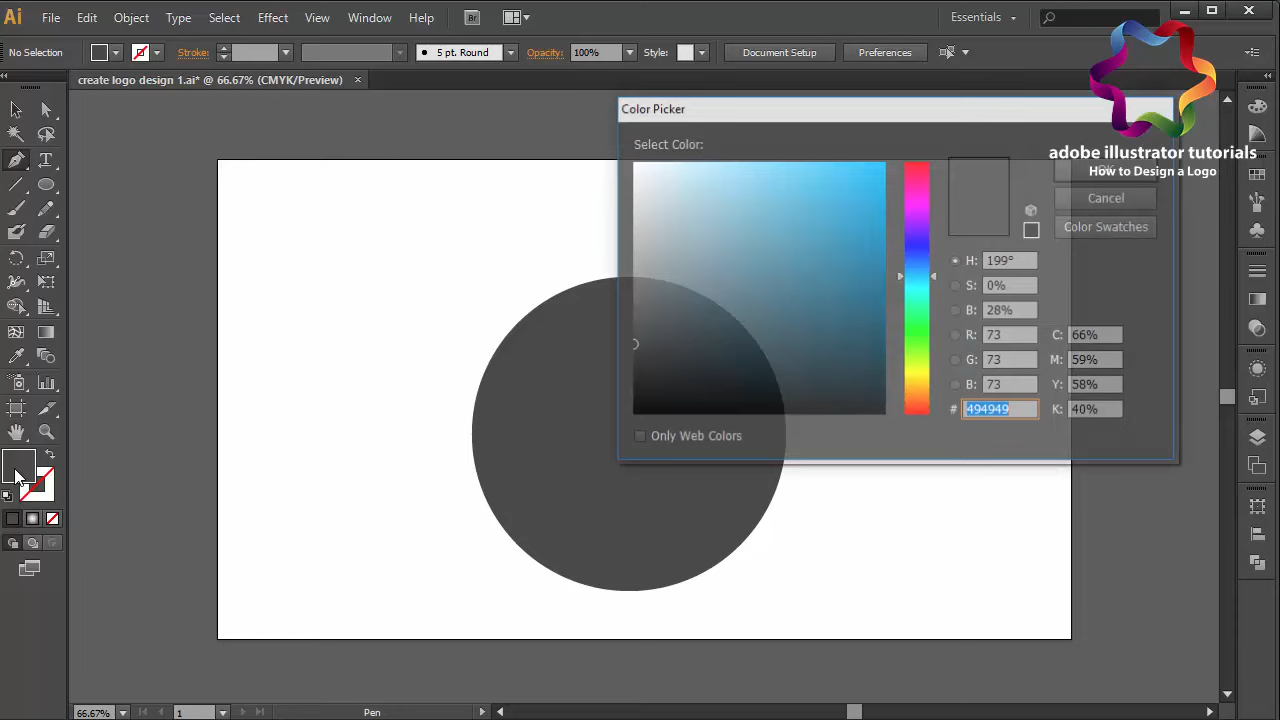 Ai File Edit Object Type Select Effect View Window Help Br Essentials
No Selection Stroke: 5 pt. Round Opacity: 100% Style: Document Setup Preferences
create logo design 1.ai* @ 66.67% (CMYK/Preview)
adobe illustrator tutorials
How to Design a Logo
Color Picker
Select Color:
OK
Cancel
Color Swatches
H: 199°
S: 0%
B: 28%
R: 73 C: 66%
G: 73 M: 59%
B: 73 Y: 58%
# 494949 K: 40%
Only Web Colors
66.67% 1 Pen